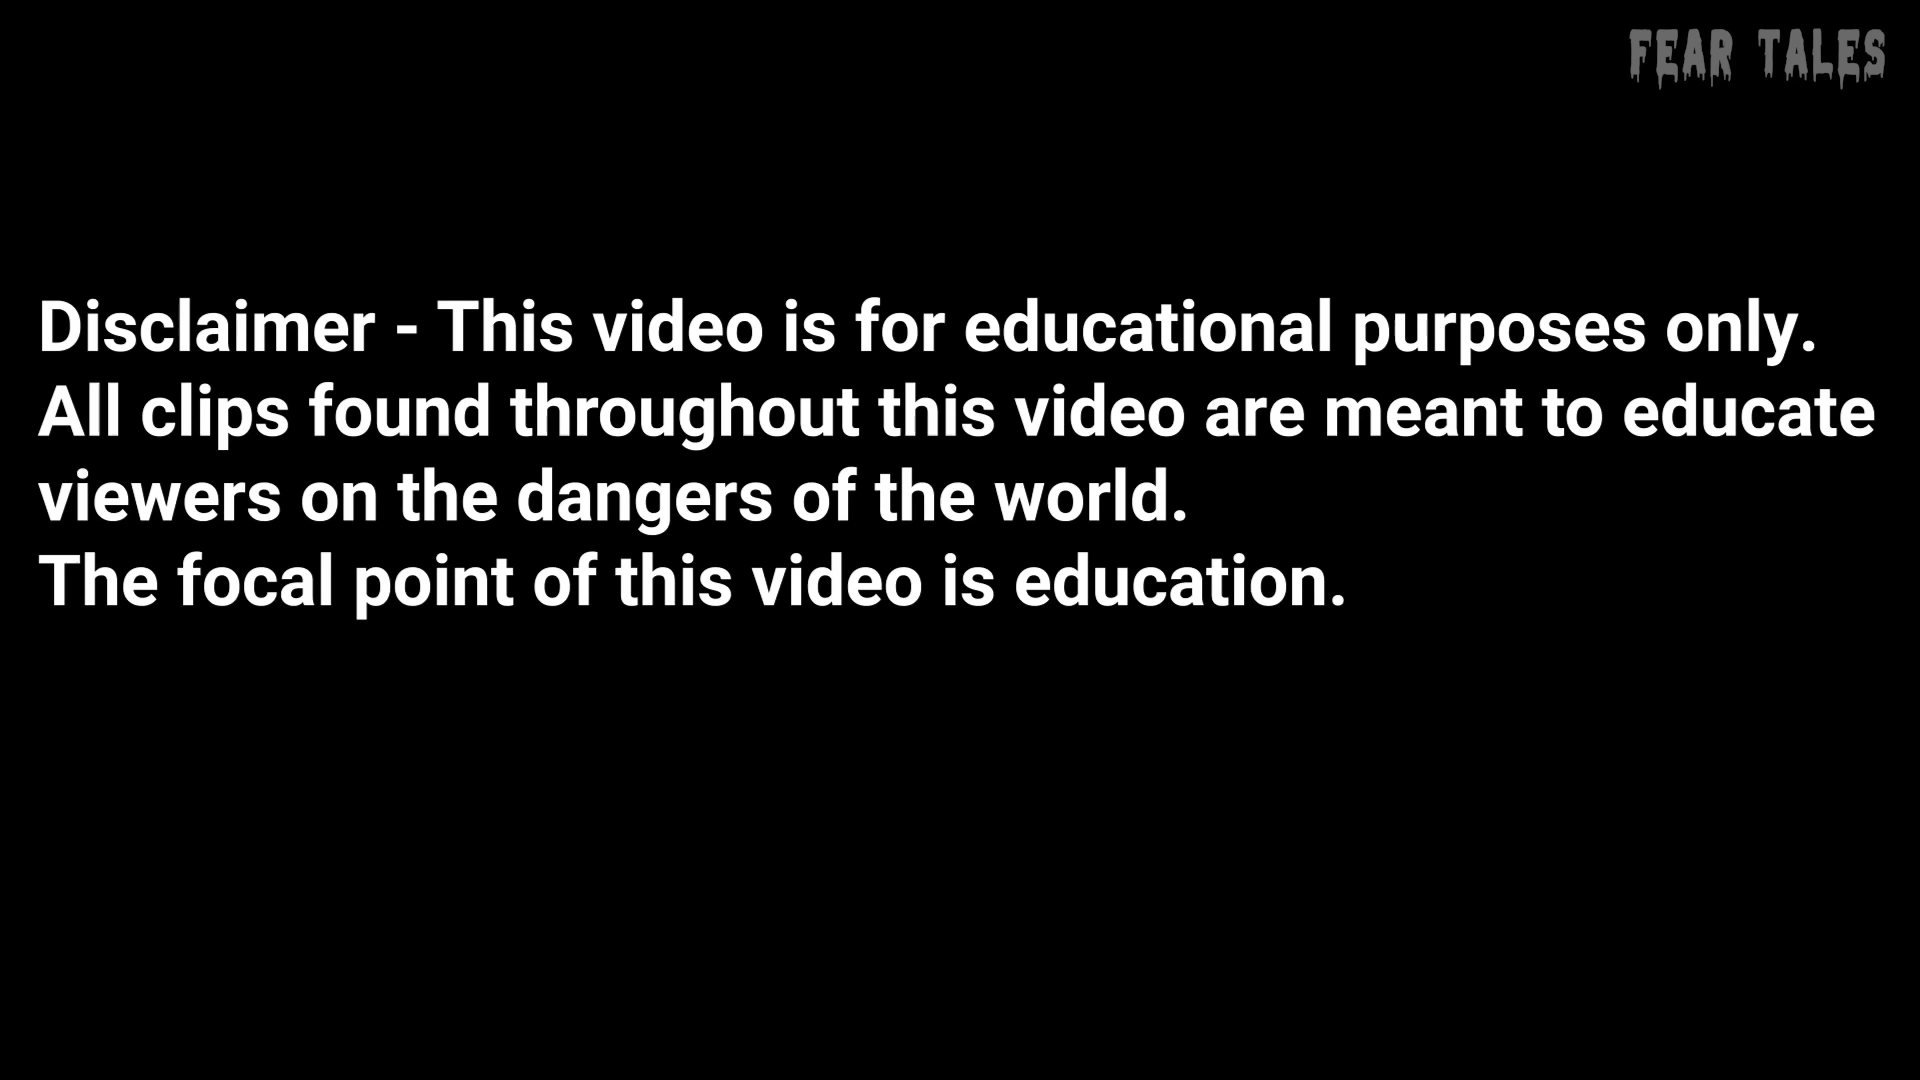 FEAR TALES
Disclaimer - This video is for educational purposes only.
All clips found throughout this video are meant to educate
viewers on the dangers of the world.
The focal point of this video is education.